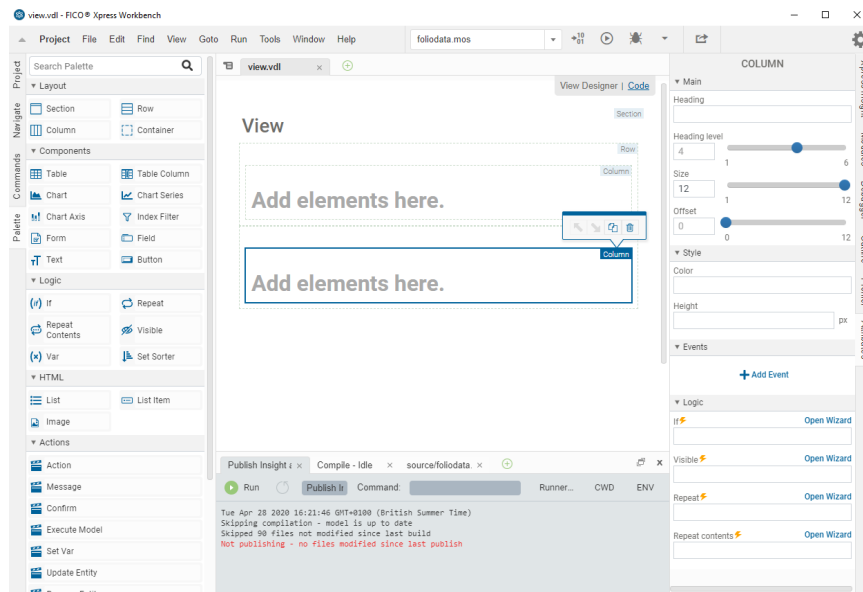 view.vdl - FICO® Xpress Workbench
Project File Edit Find View Goto Run Tools Window Help
foliodata.mos
Project
Navigate
Commands
Palette
Search Palette
Layout
Section Row
Column Container
Components
Table Table Column
Chart Chart Series
Chart Axis Index Filter
Form Field
Text Button
Logic
If Repeat
Repeat Contents Visible
Var Set Sorter
HTML
List List Item
Image
Actions
Action
Message
Confirm
Execute Model
Set Var
Update Entity
view.vdl
View Designer | Code
Section
View
Row
Column
Add elements here.
Column
Add elements here.
COLUMN
Main
Heading
Heading level
4
1 6
Size
12
1 12
Offset
0
0 12
Style
Color
Height
px
Events
Add Event
Logic
If Open Wizard
Visible Open Wizard
Repeat Open Wizard
Repeat contents Open Wizard
Publish Insight Compile - Idle source/foliodata.
Run Publish Command: Runner... CWD ENV
Tue Apr 28 2020 16:21:46 GMT+0100 (British Summer Time)
Skipping compilation - model is up to date
Skipped 90 files not modified since last build
Not publishing - no files modified since last publish